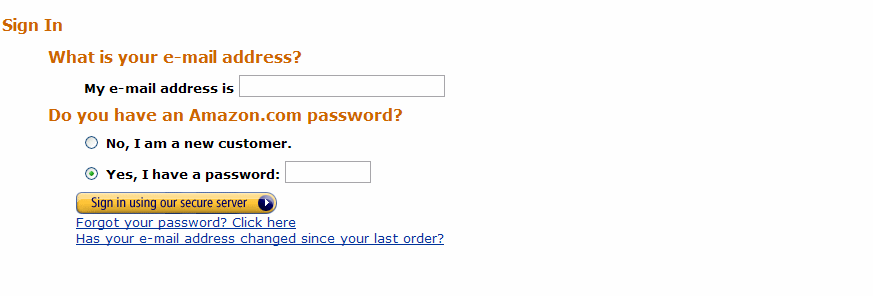 Sign In
What is your e-mail address?
My e-mail address is
Do you have an Amazon.com password?
No, I am a new customer.
Yes, I have a password:
Sign in using our secure server
Forgot your password? Click here
Has your e-mail address changed since your last order?